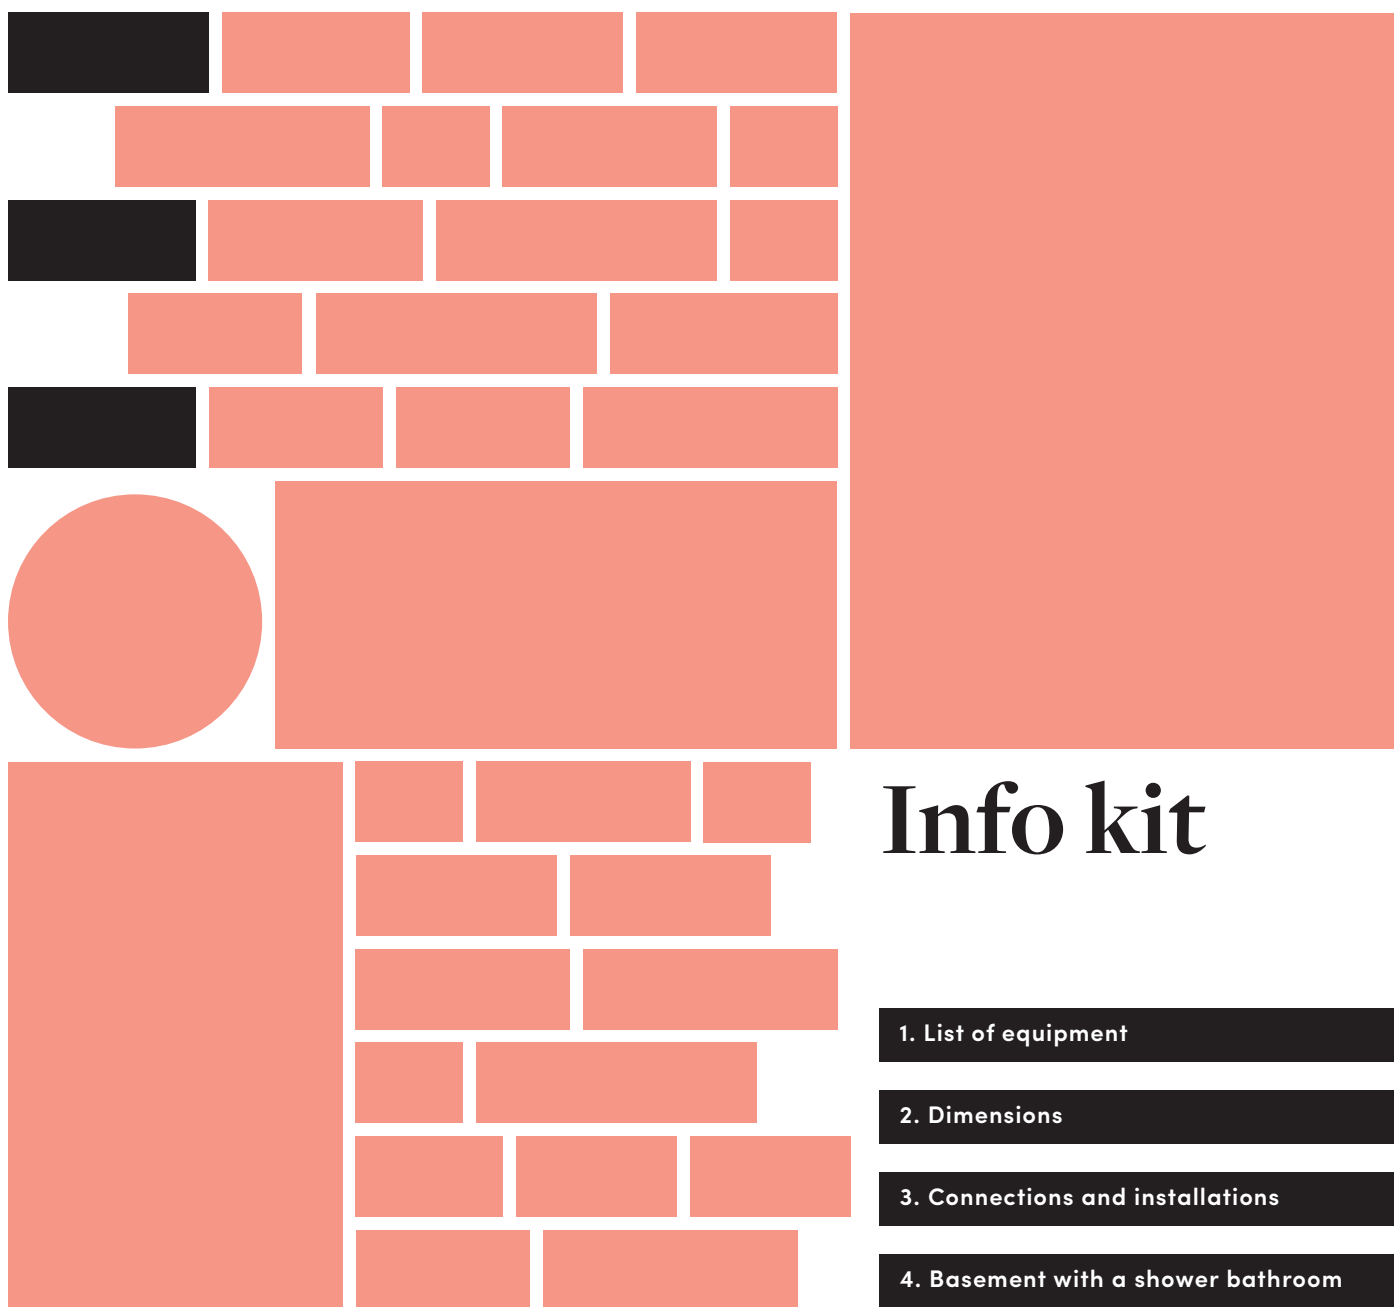 Info kit
1. List of equipment
2. Dimensions
3. Connections and installations
4. Basement with a shower bathroom